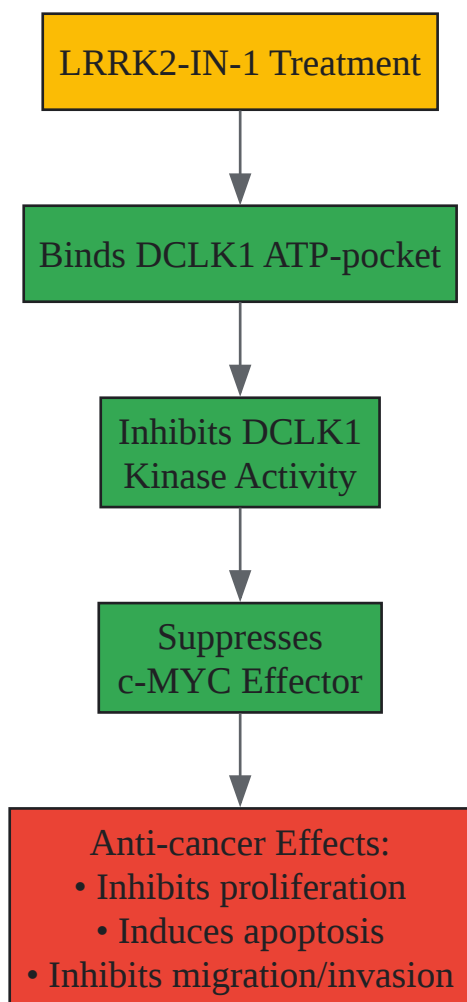 LRRK2-IN-1 Treatment
Binds DCLK1 ATP-pocket
Inhibits DCLK1
Kinase Activity
Suppresses
c-MYC Effector
Anti-cancer Effects:
• Inhibits proliferation
• Induces apoptosis
• Inhibits migration/invasion